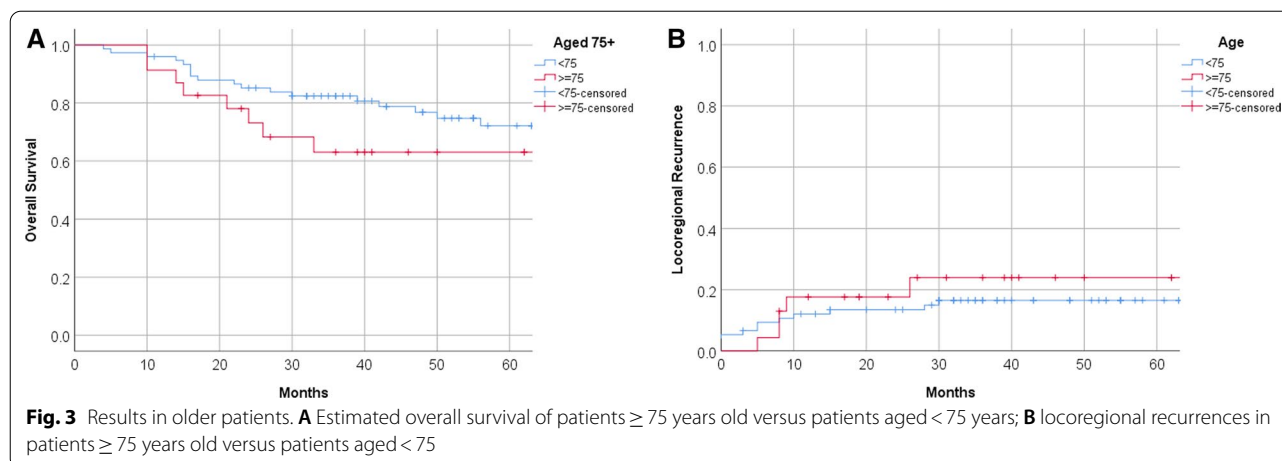 A
Aged 75+
<75
>=75
<75-censored
>=75-censored
Overall Survival
1.0
0.8
0.6
0.4
0.2
0.0
0 10 20 30 40 50 60
Months
B
Age
<75
>=75
<75-censored
>=75-censored
Locoregional Recurrence
1.0
0.8
0.6
0.4
0.2
0.0
0 10 20 30 40 50 60
Months
Fig. 3 Results in older patients. A Estimated overall survival of patients ≥ 75 years old versus patients aged < 75 years; B locoregional recurrences in
patients ≥ 75 years old versus patients aged < 75